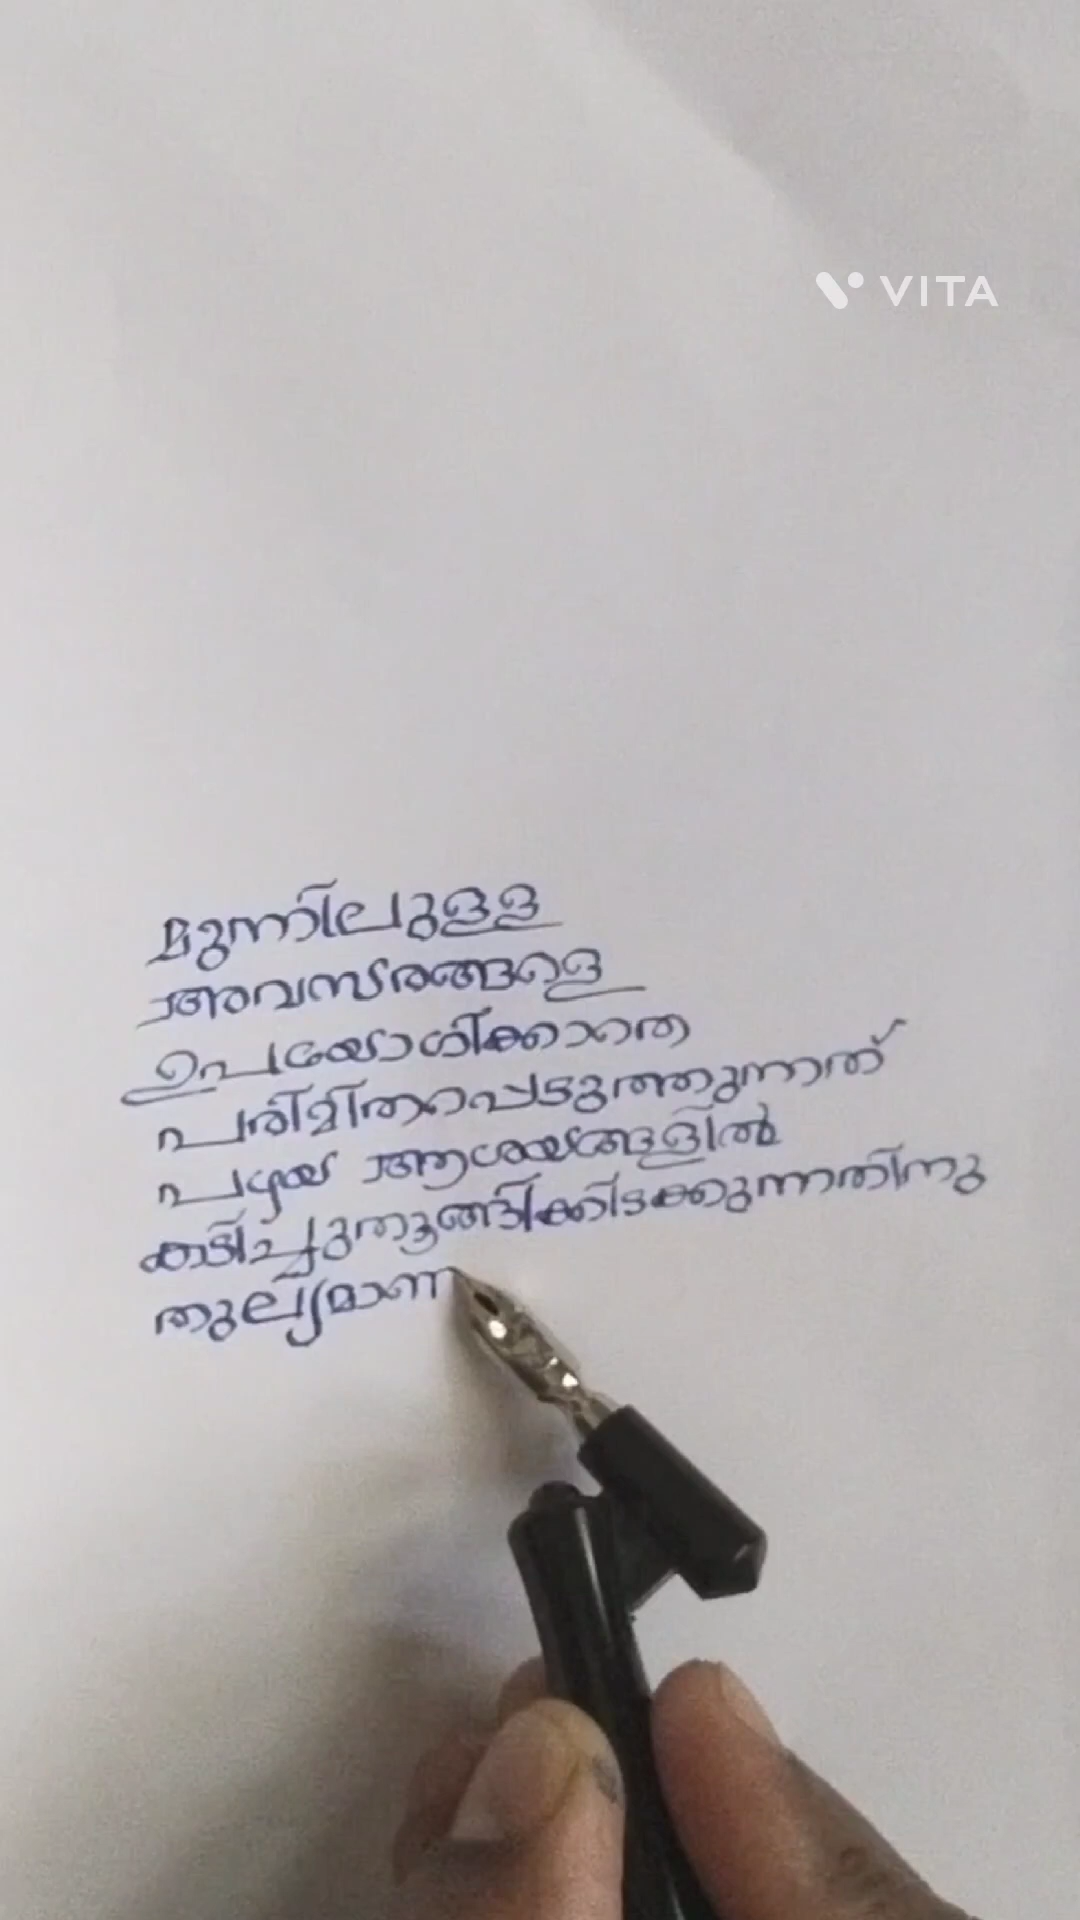 VITA
മുന്നിലുള്ള
അവസരങ്ങളെ
ഉപയോഗിക്കാതെ
പരിമിതപ്പെടുത്തുന്നത്
പഴയ ആശയങ്ങളിൽ
കടിച്ചുതൂങ്ങിക്കിടക്കുന്നതിനു
തുല്യമാണ